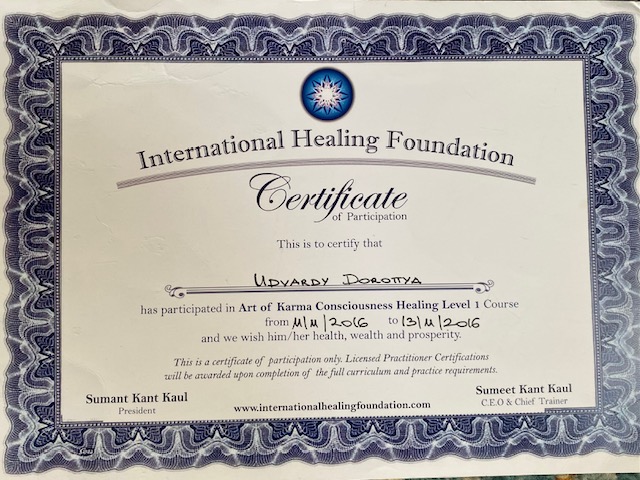 International Healing Foundation
Certificate
of Participation
This is to certify that
UDVARDY DOROTTYA
has participated in Art of Karma Consciousness Healing Level 1 Course
from 11/11/2016 to 13/11/2016
and we wish him/her health, wealth and prosperity.
This is a certificate of participation only. Licensed Practitioner Certifications
will be awarded upon completion of the full curriculum and practice requirements.
Sumant Kant Kaul
President
www.internationalhealingfoundation.com
Sumeet Kant Kaul
C.E.O & Chief Trainer